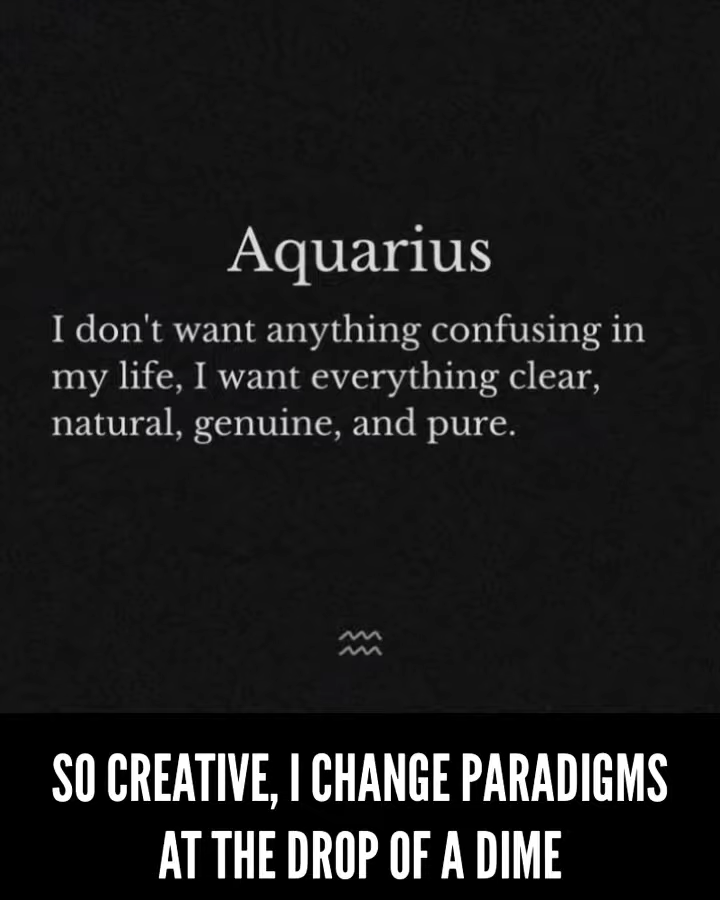 Aquarius
I don't want anything confusing in
my life, I want everything clear,
natural, genuine, and pure.
SO CREATIVE, I CHANGE PARADIGMS
AT THE DROP OF A DIME